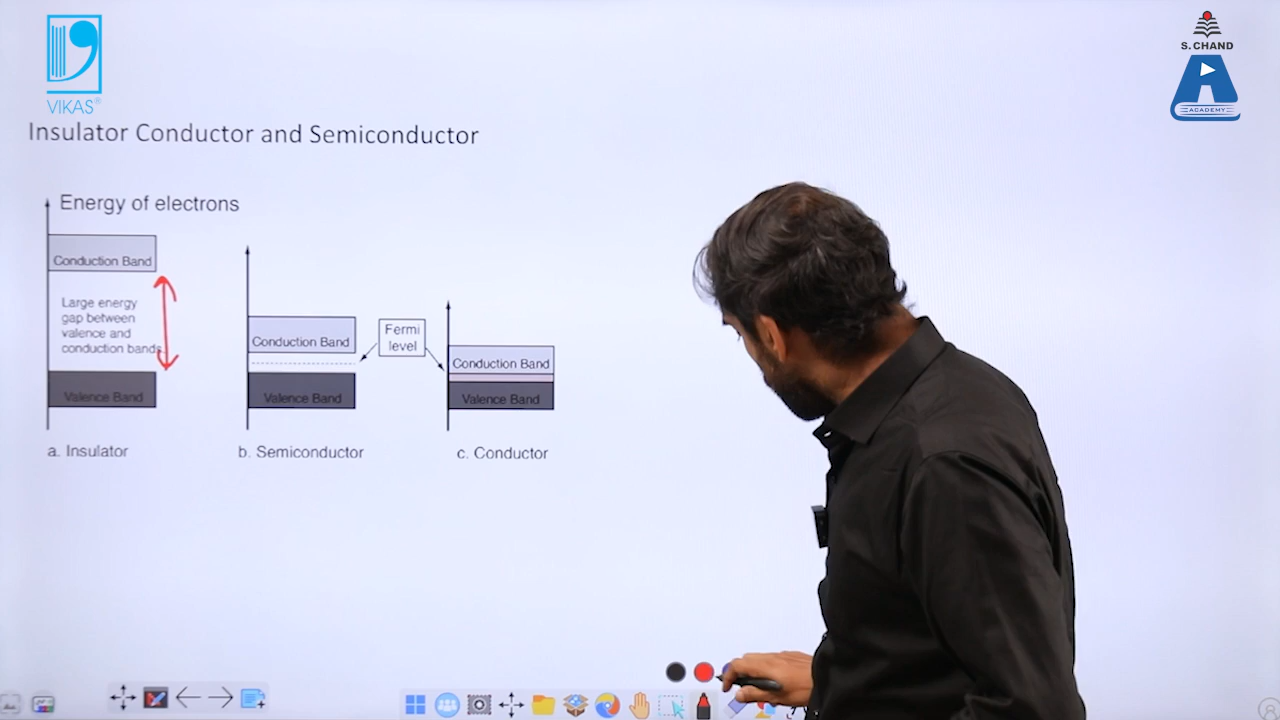 VIKAS®
S. CHAND
ACADEMY
Insulator Conductor and Semiconductor
Energy of electrons
Conduction Band
Large energy
gap between
valence and
conduction bands
Valence Band
a. Insulator
Conduction Band
Valence Band
b. Semiconductor
Fermi
level
Conduction Band
Valence Band
c. Conductor